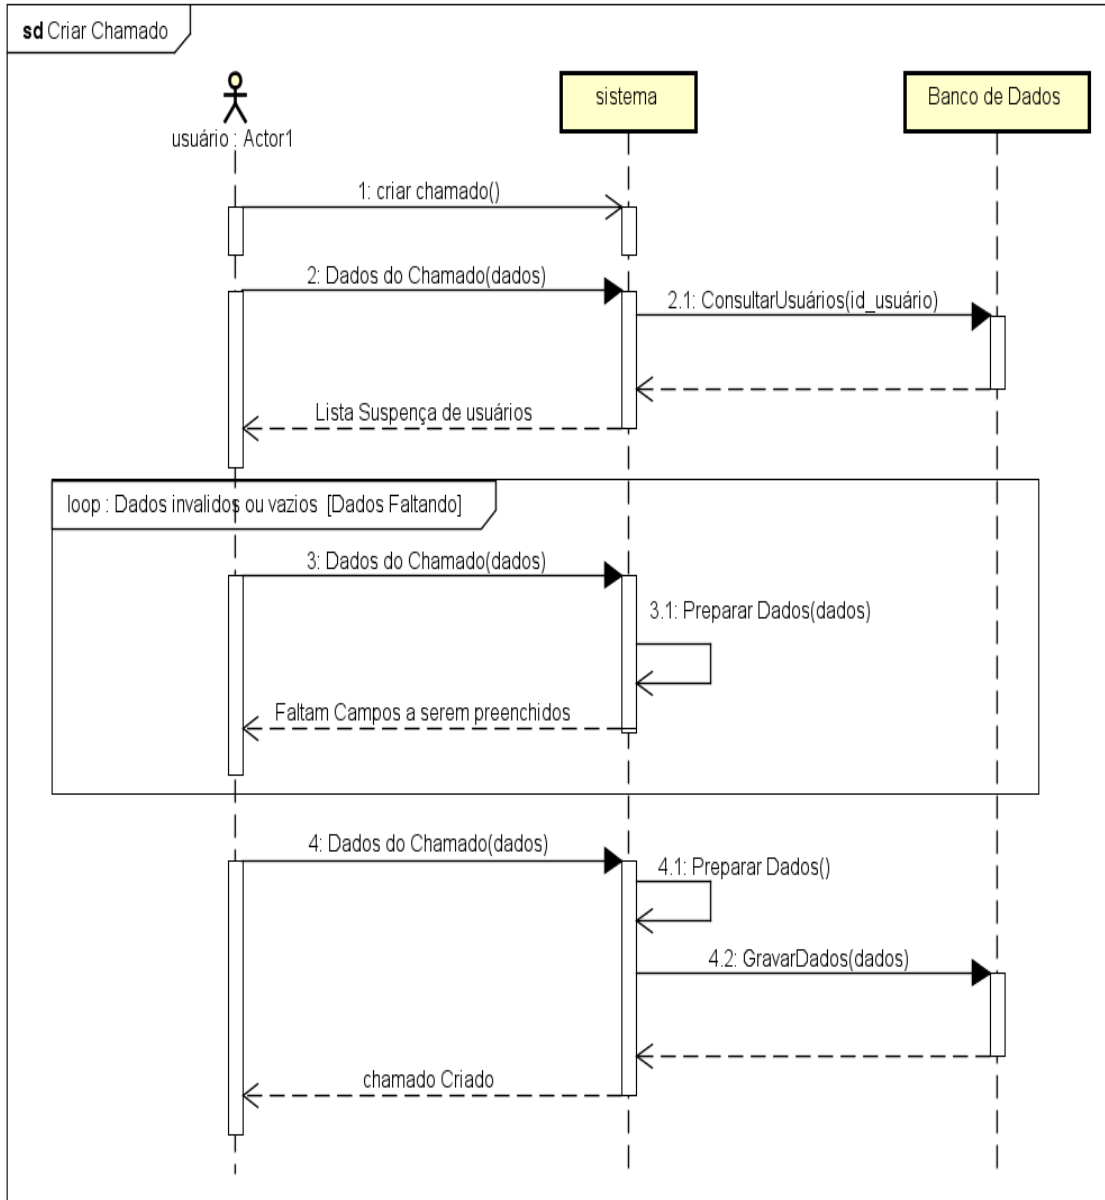 sd Criar Chamado
usuário : Actor1
sistema
Banco de Dados
1: criar chamado()
2: Dados do Chamado(dados)
2.1: ConsultarUsuários(id_usuário)
Lista Suspença de usuários
loop : Dados invalidos ou vazios [Dados Faltando]
3: Dados do Chamado(dados)
3.1: Preparar Dados(dados)
Faltam Campos a serem preenchidos
4: Dados do Chamado(dados)
4.1: Preparar Dados()
4.2: GravarDados(dados)
chamado Criado